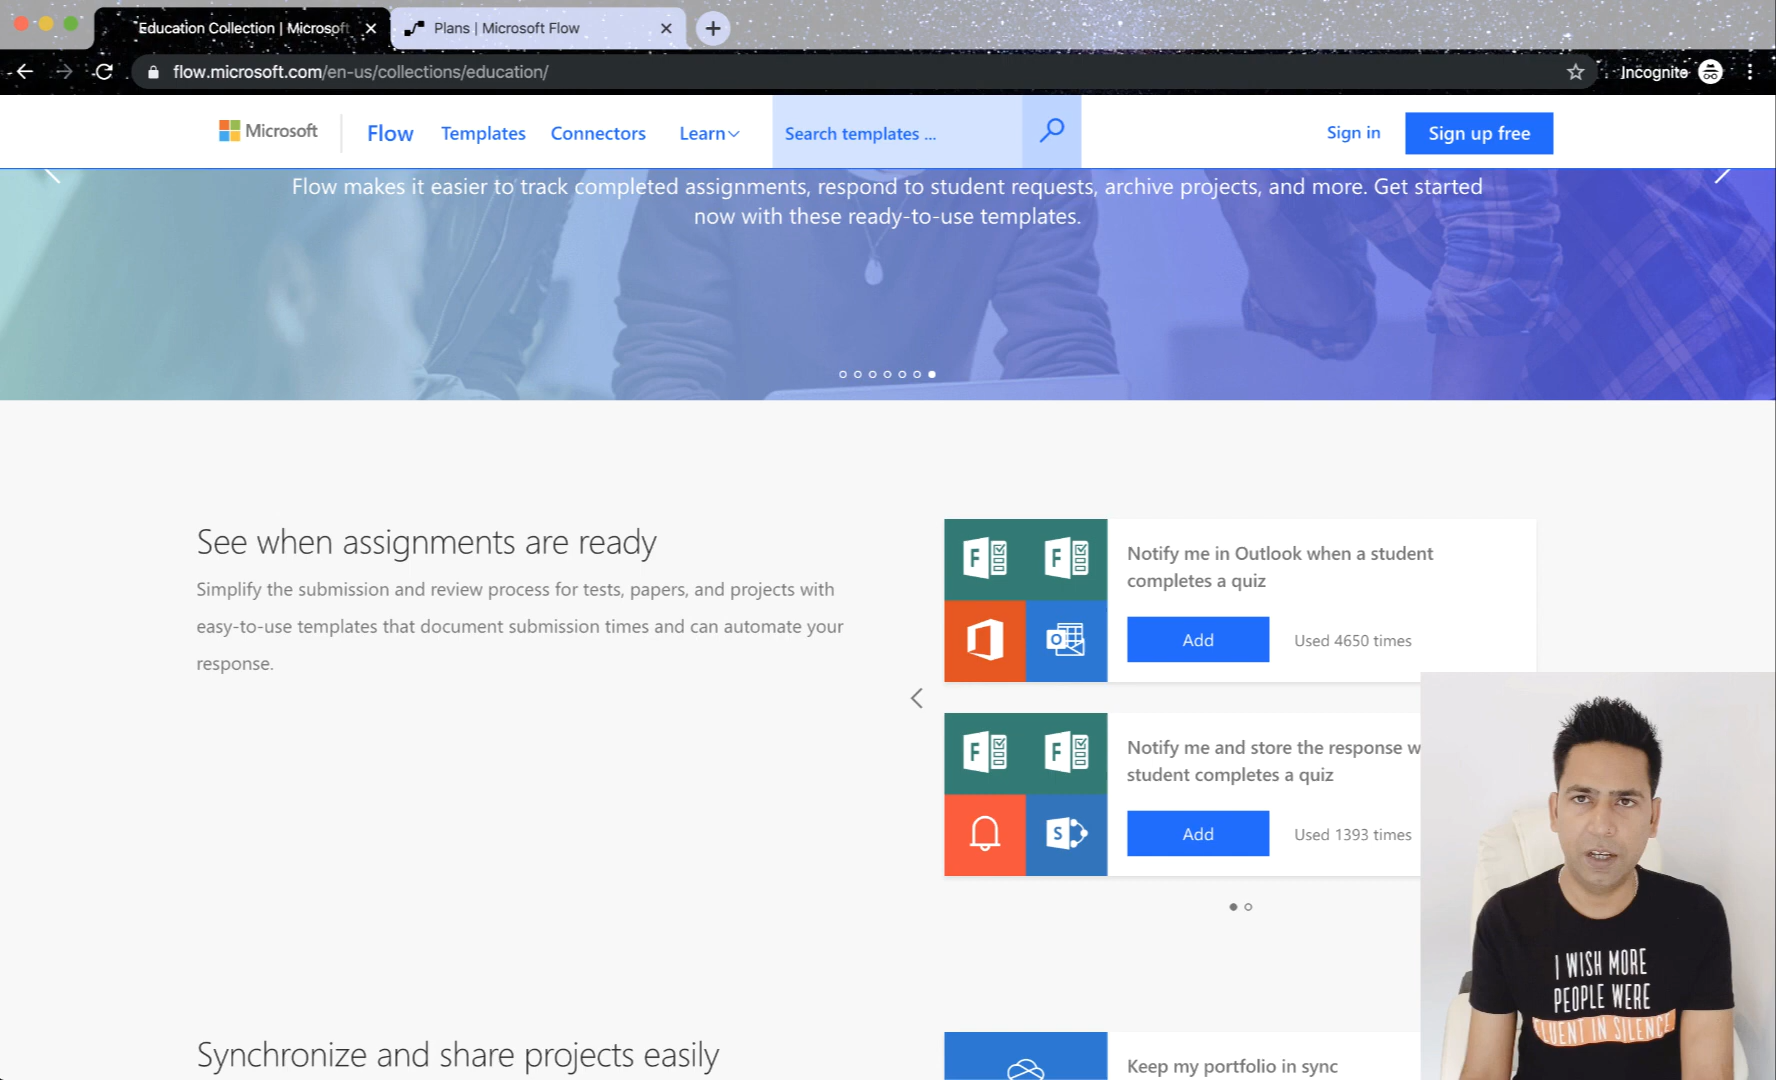 Education Collection | Microsoft
Plans | Microsoft Flow
flow.microsoft.com/en-us/collections/education/
Incognito
Microsoft
Flow
Templates
Connectors
Learn
Search templates ...
Sign in
Sign up free
Flow makes it easier to track completed assignments, respond to student requests, archive projects, and more. Get started
now with these ready-to-use templates.
See when assignments are ready
Simplify the submission and review process for tests, papers, and projects with
easy-to-use templates that document submission times and can automate your
response.
F F
O
Notify me in Outlook when a student
completes a quiz
Add
Used 4650 times
F F
S
Notify me and store the response w
student completes a quiz
Add
Used 1393 times
I WISH MORE
PEOPLE WERE
FLUENT IN SILENCE
Synchronize and share projects easily
Keep my portfolio in sync